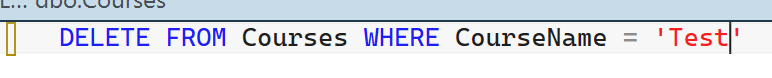 L... dbo.Courses
DELETE FROM Courses WHERE CourseName = 'Test'